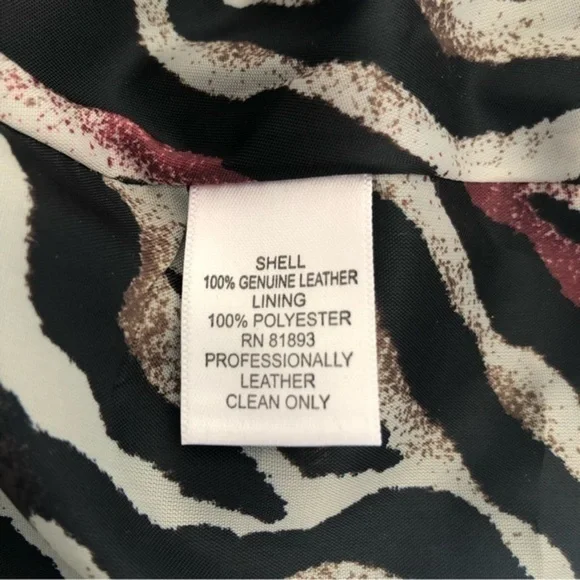 SHELL
100% GENUINE LEATHER
LINING
100% POLYESTER
RN 81893
PROFESSIONALLY
LEATHER
CLEAN ONLY